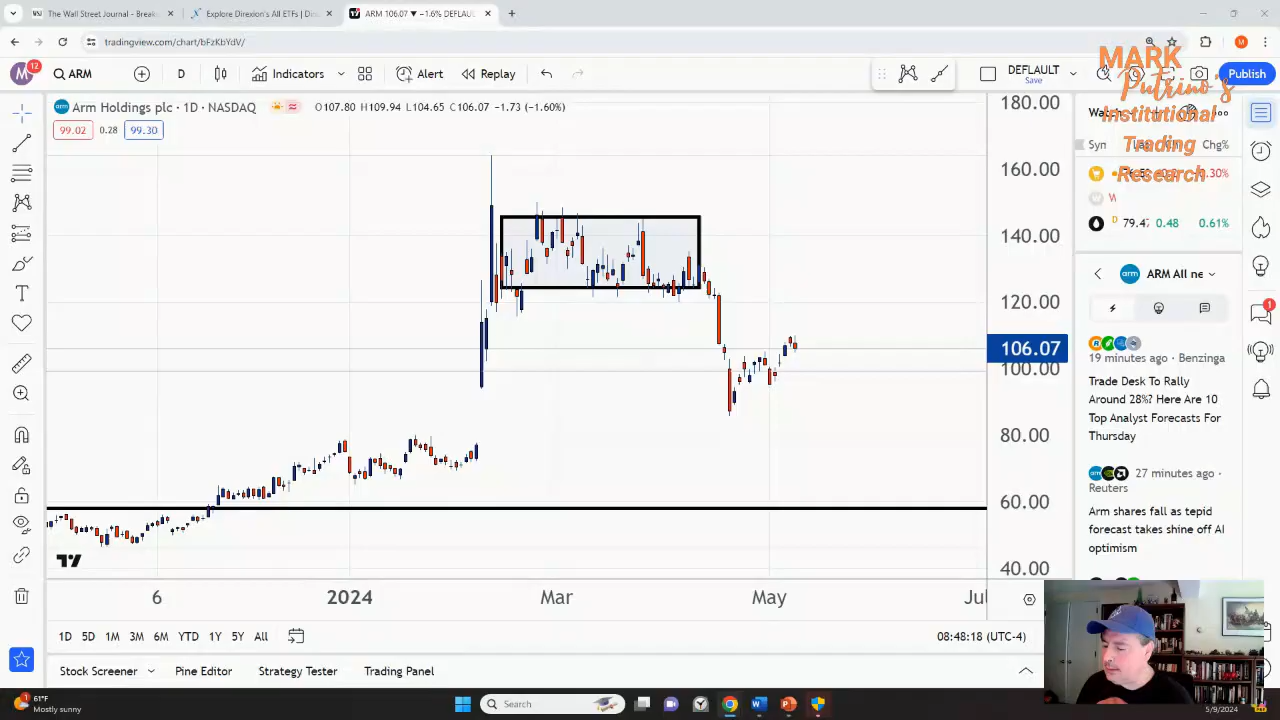 The Wall Street Journal - Break
Explore Direxion's All ETFs | Di
ARM 106.07 ▼ −1.6% DEFAUL
tradingview.com/chart/bFzKbYdV/
M
12
ARM
D
Indicators
Alert
Replay
DEFAULT
Save
Publish
MARK
Putrino's
Institutional
Trading
Research
Arm Holdings plc · 1D · NASDAQ
O107.80 H109.94 L104.65 C106.07 −1.73 (−1.60%)
99.02
0.28
99.30
180.00
160.00
140.00
120.00
106.07
100.00
80.00
60.00
40.00
6
2024
Mar
May
Jul
Chg%
0.30%
79.47
0.48
0.61%
ARM All ne
19 minutes ago · Benzinga
Trade Desk To Rally
Around 28%? Here Are 10
Top Analyst Forecasts For
Thursday
27 minutes ago ·
Reuters
Arm shares fall as tepid
forecast takes shine off AI
optimism
1D
5D
1M
3M
6M
YTD
1Y
5Y
All
08:48:18 (UTC-4)
Stock Screener
Pine Editor
Strategy Tester
Trading Panel
61°F
Mostly sunny
Search
5/9/2024